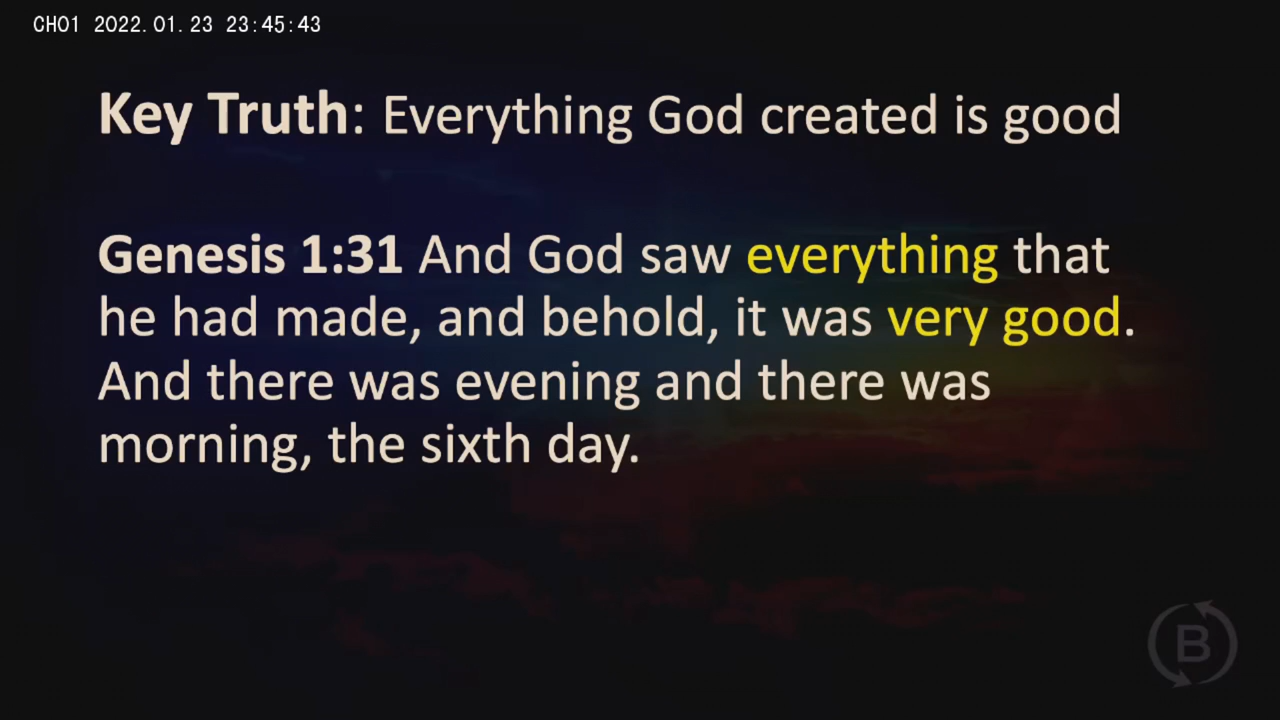 CH01 2022.01.23 23:45:43
Key Truth: Everything God created is good
Genesis 1:31 And God saw everything that
he had made, and behold, it was very good.
And there was evening and there was
morning, the sixth day.
B